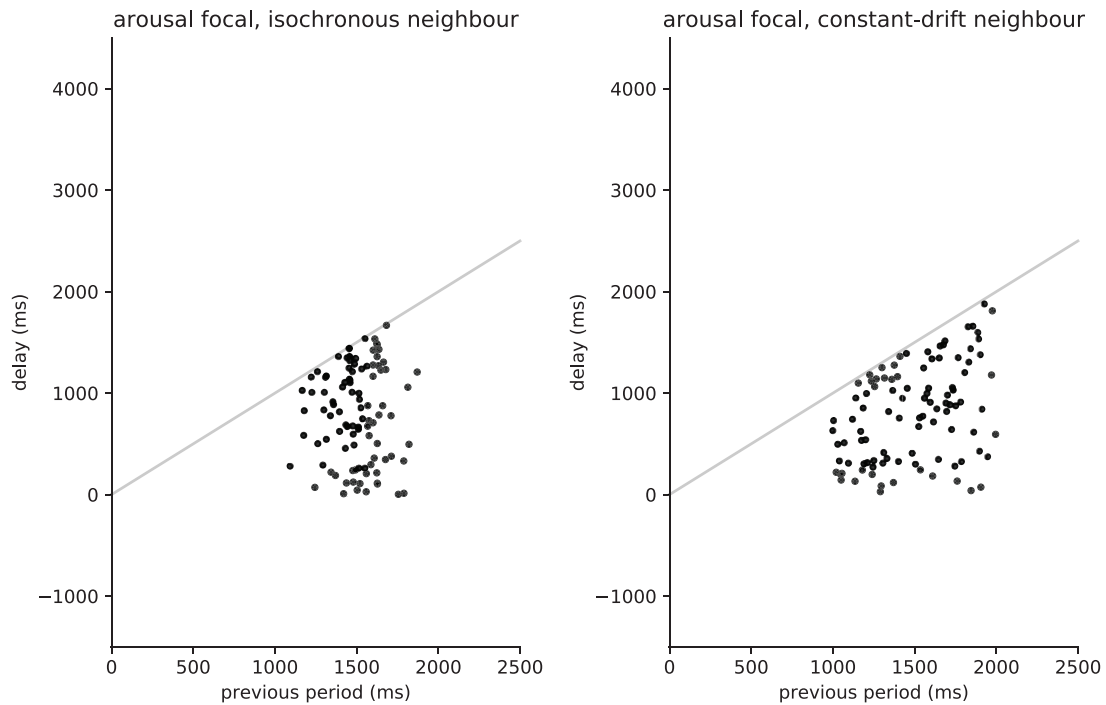 arousal focal, isochronous neighbour
4000
3000
2000
1000
0
−1000
delay (ms)
0 500 1000 1500 2000 2500
previous period (ms)
arousal focal, constant-drift neighbour
4000
3000
2000
1000
0
−1000
delay (ms)
0 500 1000 1500 2000 2500
previous period (ms)